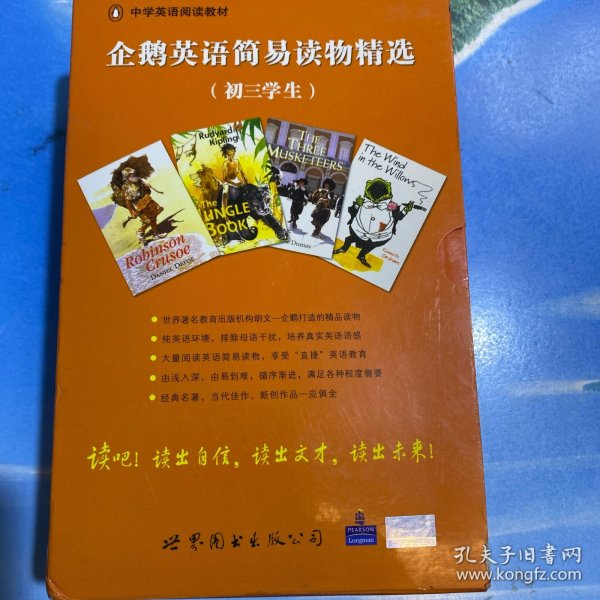 中学英语阅读教材
企鹅英语简易读物精选
（初三学生）
Robinson
Crusoe
DANIEL DEFOE
Rudyard
Kipling
The
JUNGLE
BOOK
THE
THREE
MUSKETEERS
Dumas
The Wind
in the Willows
Kenneth
Grahame
世界著名教育出版机构朗文—企鹅打造的精品读物
纯英语环境，排除母语干扰，培养真实英语语感
大量阅读英语简易读物，享受“直接”英语教育
由浅入深，由易到难，循序渐进，满足各种程度需要
经典名著、当代佳作、新创作品一应俱全
读吧！读出自信，读出文才，读出未来！
世界图书出版公司
PEARSON
Longman
孔夫子旧书网
www.kongfz.com